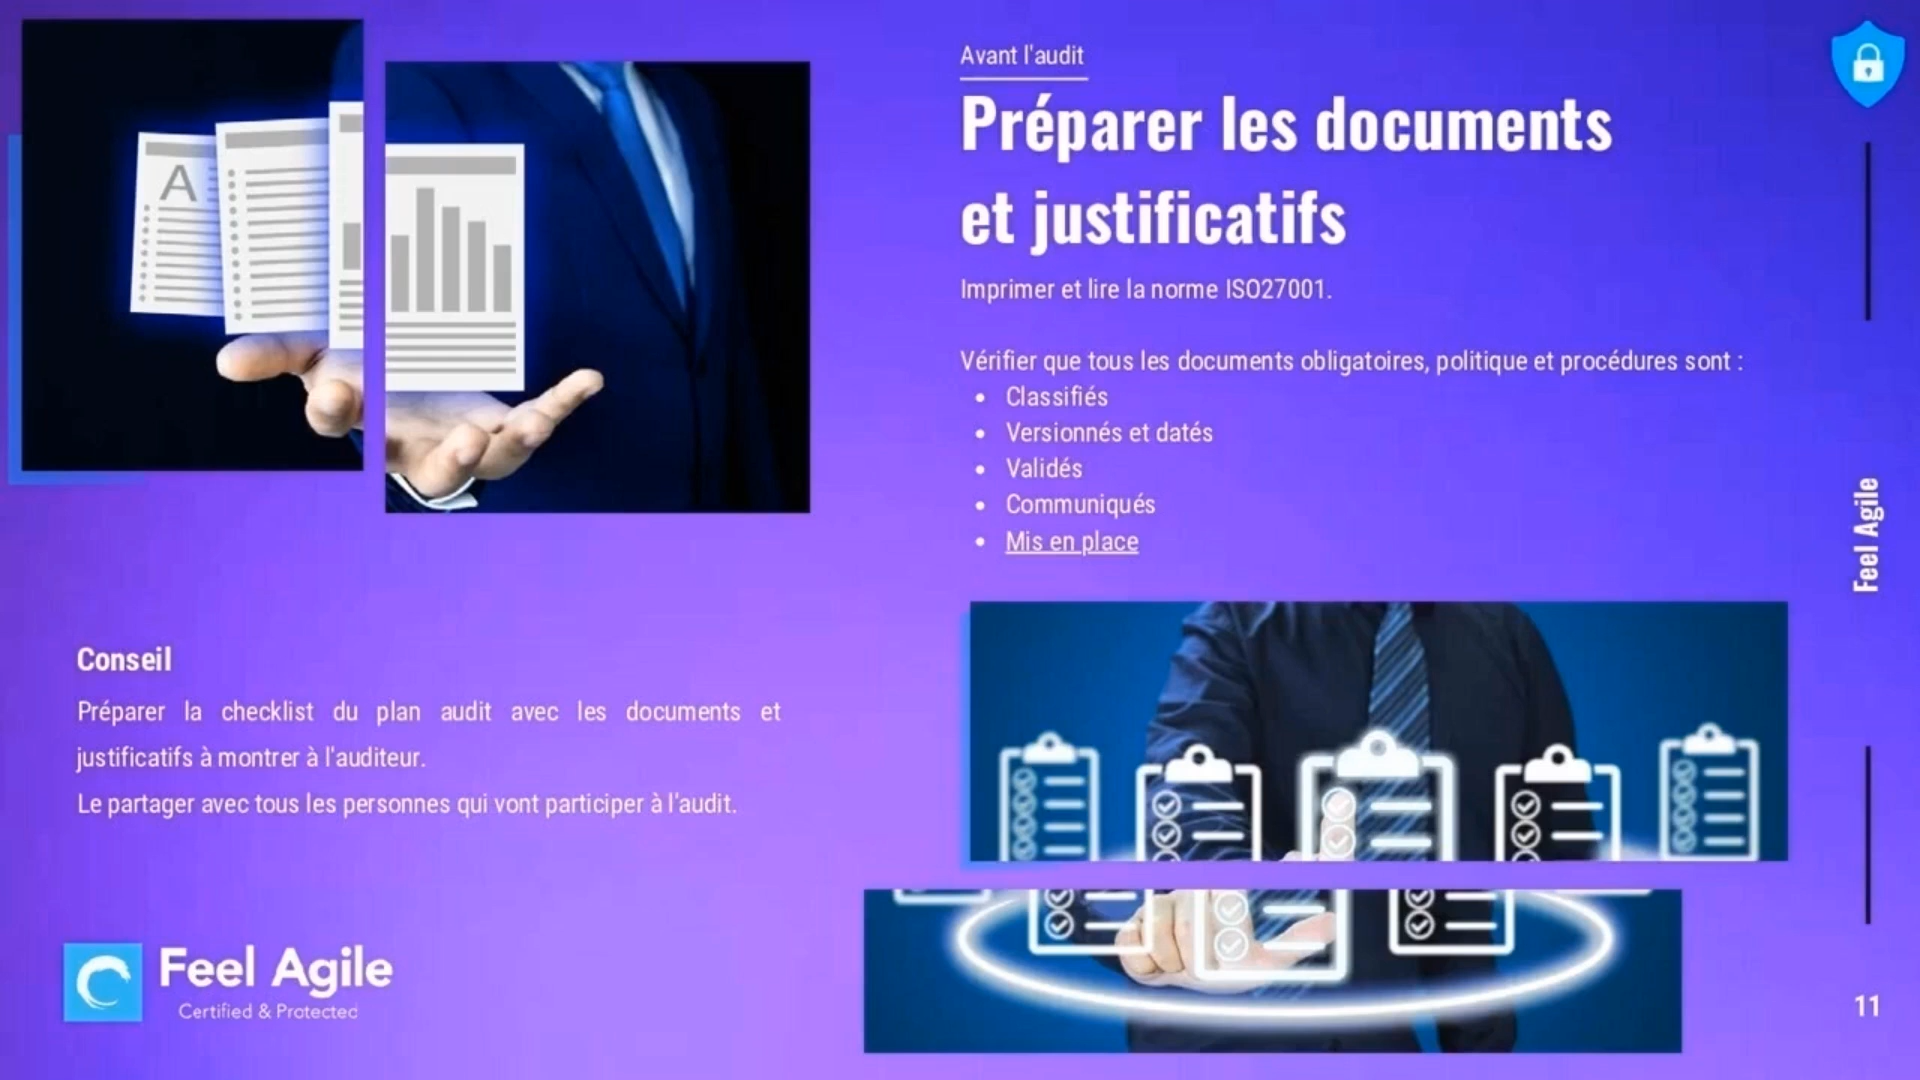 Avant l'audit
Préparer les documents
et justificatifs
Imprimer et lire la norme ISO27001.
Vérifier que tous les documents obligatoires, politique et procédures sont :
• Classifiés
• Versionnés et datés
• Validés
• Communiqués
• Mis en place
A
Conseil
Préparer la checklist du plan audit avec les documents et
justificatifs à montrer à l'auditeur.
Le partager avec tous les personnes qui vont participer à l'audit.
Feel Agile
Certified & Protected
Feel Agile
11